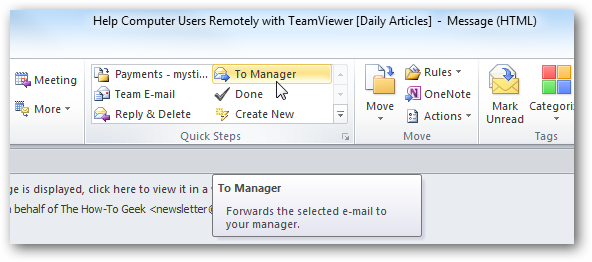 Help Computer Users Remotely with TeamViewer [Daily Articles] - Message (HTML)
Meeting
More
Payments - mysti...
To Manager
Team E-mail
Done
Reply & Delete
Create New
Quick Steps
Move
Rules
OneNote
Actions
Move
Mark
Unread
Categori
Tags
ge is displayed, click here to view it in a
behalf of The How-To Geek <newsletter@
To Manager
Forwards the selected e-mail to
your manager.